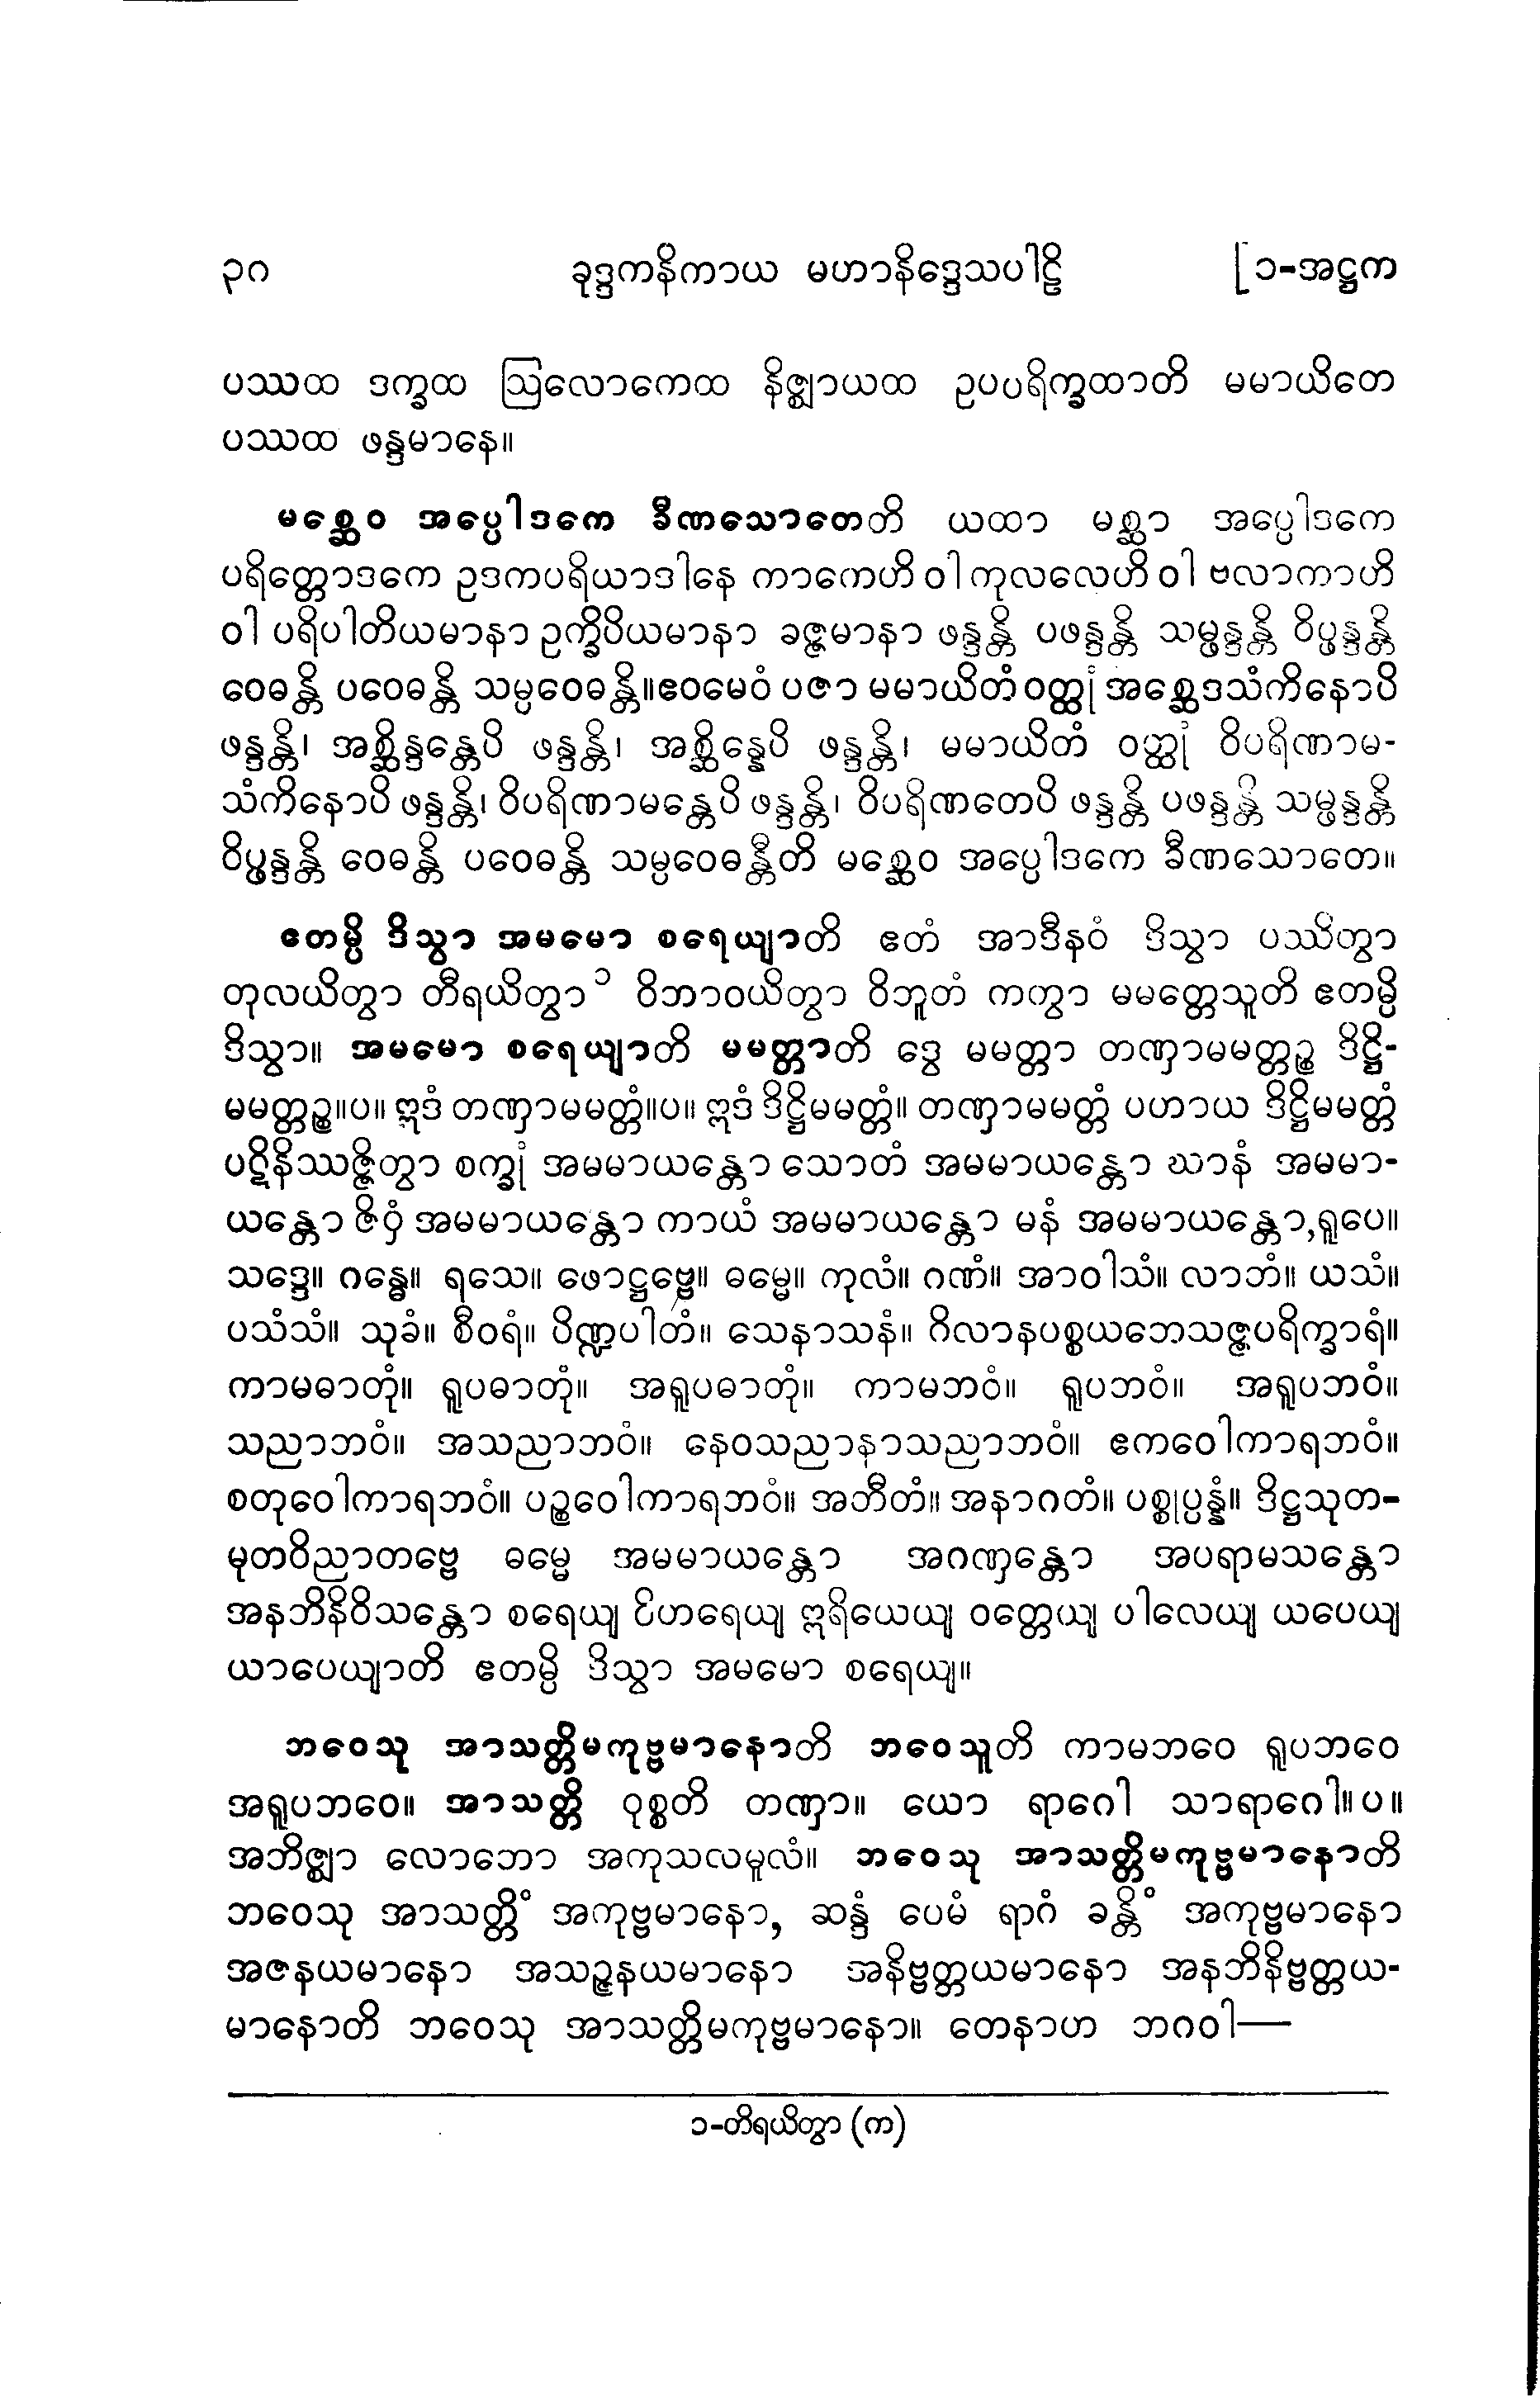 ၃၈ ခုဒ္ဒကနိကာယ မဟာနိဒ္ဒေသပါဠိ [၁-အဋ္ဌက
ပဿထ ဒက္ခထ ဩလောကေထ နိဇ္ဈာယထ ဥပပရိက္ခထာတိ မမာယိတေ
ပဿထ ဖန္ဒမာနေ။
မစ္ဆေဝ အပ္ပေါဒကေ ခီဏသောတေတိ ယထာ မစ္ဆာ အပ္ပေါဒကေ
ပရိတ္တောဒကေ ဥဒကပရိယာဒါနေ ကာကေဟိ ဝါ ကုလလေဟိ ဝါ ဗလာကာဟိ
ဝါ ပရိပါတိယမာနာ ဥက္ခိပိယမာနာ ခဇ္ဇမာနာ ဖန္ဒန္တိ ပဖန္ဒန္တိ သမ္ဖန္ဒန္တိ ဝိပ္ဖန္ဒန္တိ
ဝေဓန္တိ ပဝေဓန္တိ သမ္ပဝေဓန္တိ။ ဧဝမေဝံ ပဇာ မမာယိတံ ဝတ္ထုံ အစ္ဆေဒသံကိနောပိ
ဖန္ဒန္တိ၊ အစ္ဆိန္ဒန္တေပိ ဖန္ဒန္တိ၊ အစ္ဆိန္နေပိ ဖန္ဒန္တိ၊ မမာယိတံ ဝတ္ထုံ ဝိပရိဏာမ-
သံကိနောပိ ဖန္ဒန္တိ၊ ဝိပရိဏာမန္တေပိ ဖန္ဒန္တိ၊ ဝိပရိဏတေပိ ဖန္ဒန္တိ ပဖန္ဒန္တိ သမ္ဖန္ဒန္တိ
ဝိပ္ဖန္ဒန္တိ ဝေဓန္တိ ပဝေဓန္တိ သမ္ပဝေဓန္တီတိ မစ္ဆေဝ အပ္ပေါဒကေ ခီဏသောတေ။
ဧတမ္ပိ ဒိသွာ အမမော စရေယျာတိ ဧတံ အာဒီနဝံ ဒိသွာ ပဿိတွာ
တုလယိတွာ တီရယိတွာ ၁ ဝိဘာဝယိတွာ ဝိဘူတံ ကကွာ မမတ္တေသူတိ ဧတမ္ပိ
ဒိသွာ။ အမမော စရေယျာတိ မမတ္တာတိ ဒွေ မမတ္တာ တဏှာမမတ္တဉ္စ ဒိဋ္ဌိ-
မမတ္တဉ္စ။ပ။ ဣဒံ တဏှာမမတ္တံ။ပ။ ဣဒံ ဒိဋ္ဌိမမတ္တံ။ တဏှာမမတ္တံ ပဟာယ ဒိဋ္ဌိမမတ္တံ
ပဋိနိဿဇ္ဇိတွာ စက္ခုံ အမမာယန္တော သောတံ အမမာယန္တော ဃာနံ အမမာ-
ယန္တော ဇိဝှံ အမမာယန္တော ကာယံ အမမာယန္တော မနံ အမမာယန္တော,ရူပေ။
သဒ္ဒေ။ ဂန္ဓေ။ ရသေ။ ဖောဋ္ဌဗ္ဗေ။ ဓမ္မေ။ ကုလံ။ ဂဏံ။ အာဝါသံ။ လာဘံ။ ယသံ။
ပသံသံ။ သုခံ။ စီဝရံ။ ပိဏ္ဍပါတံ။ သေနာသနံ။ ဂိလာနပစ္စယဘေသဇ္ဇပရိက္ခာရံ။
ကာမဓာတုံ။ ရူပဓာတုံ။ အရူပဓာတုံ။ ကာမဘဝံ။ ရူပဘဝံ။ အရူပဘဝံ။
သညာဘဝံ။ အသညာဘဝံ။ နေဝသညာနာသညာဘဝံ။ ဧကဝေါကာရဘဝံ။
စတုဝေါကာရဘဝံ။ ပဉ္စဝေါကာရဘဝံ။ အဘီတံ။ အနာဂတံ။ ပစ္စုပ္ပန္နံ။ ဒိဋ္ဌသုတ-
မုတဝိညာတဗ္ဗေ ဓမ္မေ အမမာယန္တော အဂဏှန္တော အပရာမသန္တော
အနဘိနိဝိသန္တော စရေယျ ဝိဟရေယျ ဣရိယေယျ ဝတ္တေယျ ပါလေယျ ယပေယျ
ယာပေယျာတိ ဧတမ္ပိ ဒိသွာ အမမော စရေယျ။
ဘဝေသု အာသတ္တိမကုဗ္ဗမာနောတိ ဘဝေသူတိ ကာမဘဝေ ရူပဘဝေ
အရူပဘဝေ။ အာသတ္တိ ဝုစ္စတိ တဏှာ။ ယော ရာဂေါ သာရာဂေါ။ပ။
အဘိဇ္ဈာ လောဘော အကုသလမူလံ။ ဘဝေသု အာသတ္တိမကုဗ္ဗမာနောတိ
ဘဝေသု အာသတ္တိံ အကုဗ္ဗမာနော, ဆန္ဒံ ပေမံ ရာဂံ ခန္တိံ အကုဗ္ဗမာနော
အဇနယမာနော အသဉ္ဇနယမာနော အနိဗ္ဗတ္တယမာနော အနဘိနိဗ္ဗတ္တယ-
မာနောတိ ဘဝေသု အာသတ္တိမကုဗ္ဗမာနော။ တေနာဟ ဘဂဝါ—
၁-တိရယိတွာ (က)